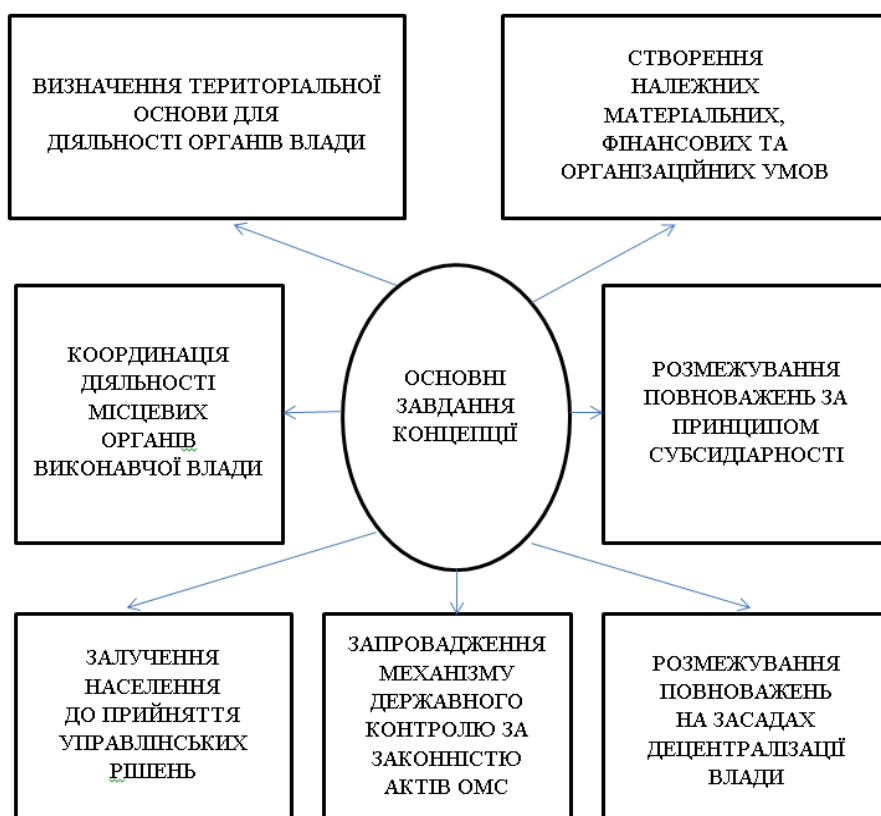 ВИЗНАЧЕННЯ ТЕРИТОРІАЛЬНОЇ
ОСНОВИ ДЛЯ
ДІЯЛЬНОСТІ ОРГАНІВ ВЛАДИ
СТВОРЕННЯ
НАЛЕЖНИХ
МАТЕРІАЛЬНИХ,
ФІНАНСОВИХ ТА
ОРГАНІЗАЦІЙНИХ УМОВ
КООРДИНАЦІЯ
ДІЯЛЬНОСТІ
МІСЦЕВИХ
ОРГАНІВ
ВИКОНАВЧОЇ ВЛАДИ
ОСНОВНІ
ЗАВДАННЯ
КОНЦЕПЦІЇ
РОЗМЕЖУВАННЯ
ПОВНОВАЖЕНЬ ЗА
ПРИНЦИПОМ
СУБСИДІАРНОСТІ
ЗАЛУЧЕННЯ
НАСЕЛЕННЯ
ДО ПРИЙНЯТТЯ
УПРАВЛІНСЬКИХ
РІШЕНЬ
ЗАПРОВАДЖЕННЯ
МЕХАНІЗМУ
ДЕРЖАВНОГО
КОНТРОЛЮ ЗА
ЗАКОННІСТЮ
АКТІВ ОМС
РОЗМЕЖУВАННЯ
ПОВНОВАЖЕНЬ
НА ЗАСАДАХ
ДЕЦЕНТРАЛІЗАЦІЇ
ВЛАДИ